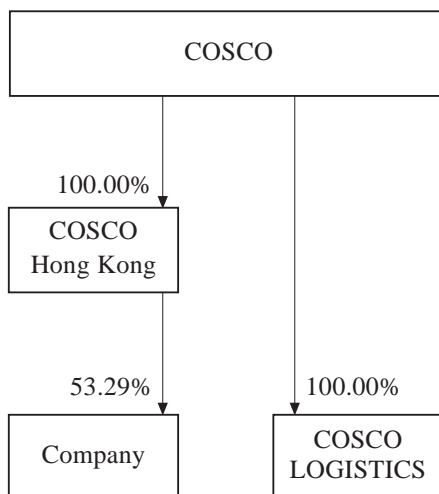 COSCO
100.00%
COSCO
Hong Kong
53.29%
100.00%
Company
COSCO
LOGISTICS